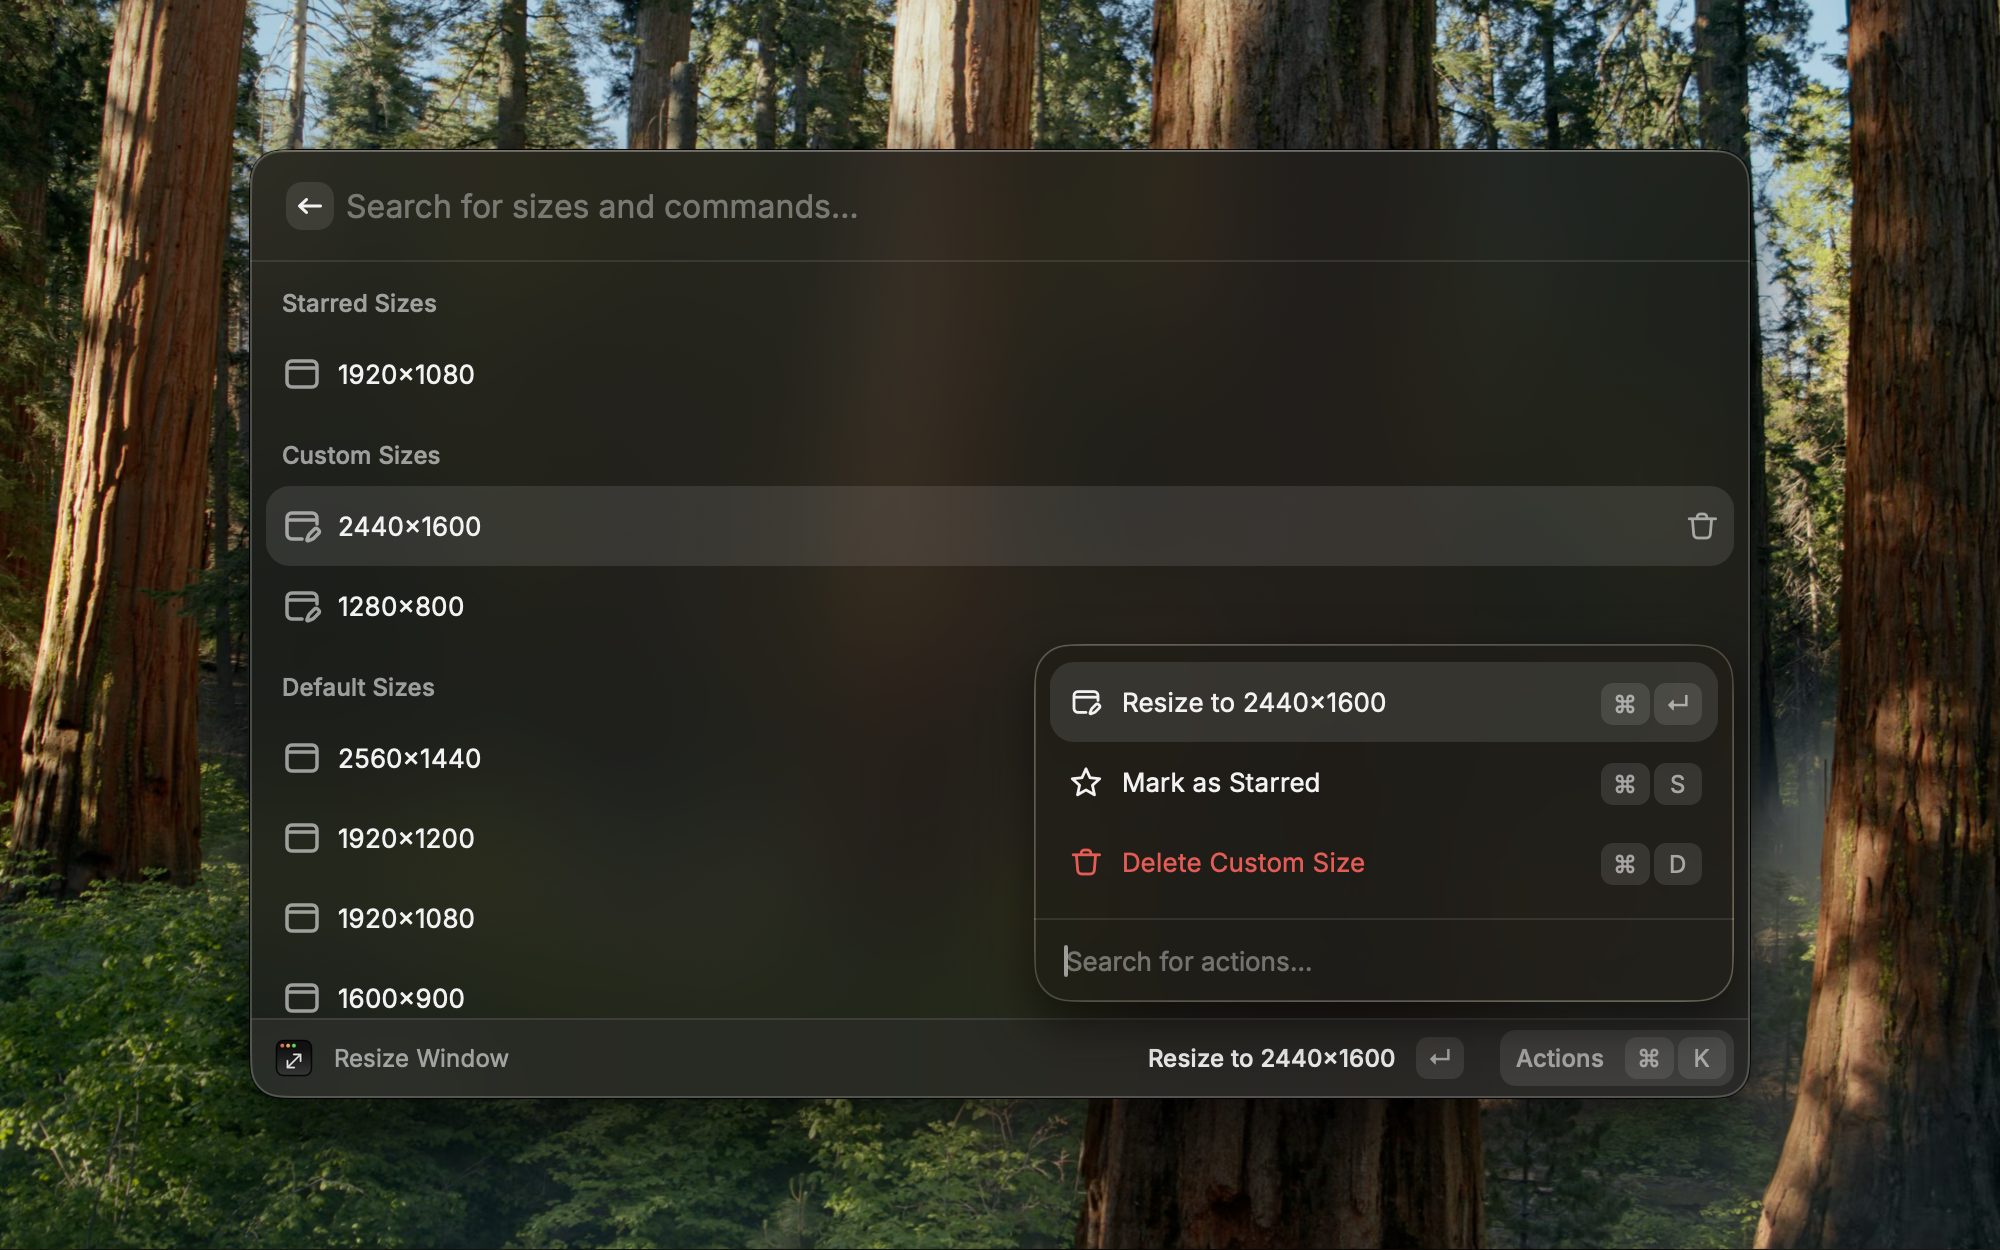 Search for sizes and commands...
Starred Sizes
1920×1080
Custom Sizes
2440×1600
1280×800
Default Sizes
2560×1440
1920×1200
1920×1080
1600×900
Resize to 2440×1600 ⌘ ↵
Mark as Starred ⌘ S
Delete Custom Size ⌘ D
Search for actions...
Resize Window
Resize to 2440×1600 ↵
Actions ⌘ K